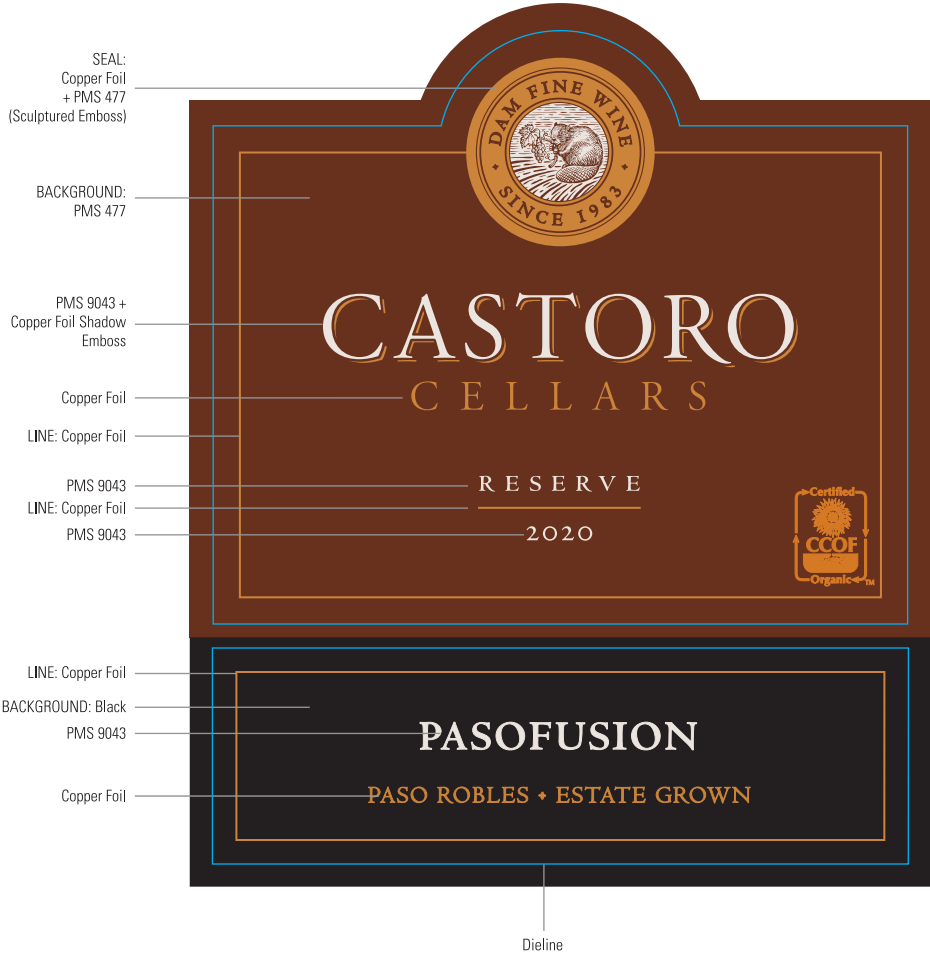 SEAL:
Copper Foil
+ PMS 477
(Sculptured Emboss)
DAM FINE WINE
SINCE 1983
BACKGROUND:
PMS 477
PMS 9043 +
Copper Foil Shadow
Emboss
CASTORO
Copper Foil
CELLARS
LINE: Copper Foil
PMS 9043
RESERVE
LINE: Copper Foil
PMS 9043
2020
Certified
CCOF
Organic
TM
LINE: Copper Foil
BACKGROUND: Black
PMS 9043
PASOFUSION
Copper Foil
PASO ROBLES • ESTATE GROWN
Dieline